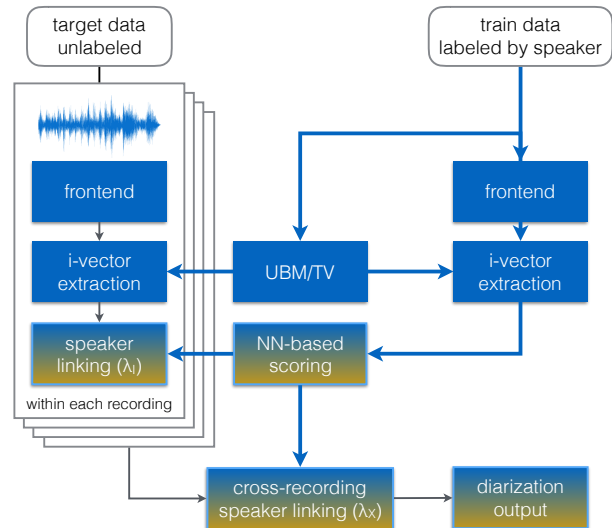 target data
unlabeled
train data
labeled by speaker
frontend
frontend
i-vector
extraction
UBM/TV
i-vector
extraction
speaker
linking (λI)
NN-based
scoring
within each recording
cross-recording
speaker linking (λX)
diarization
output